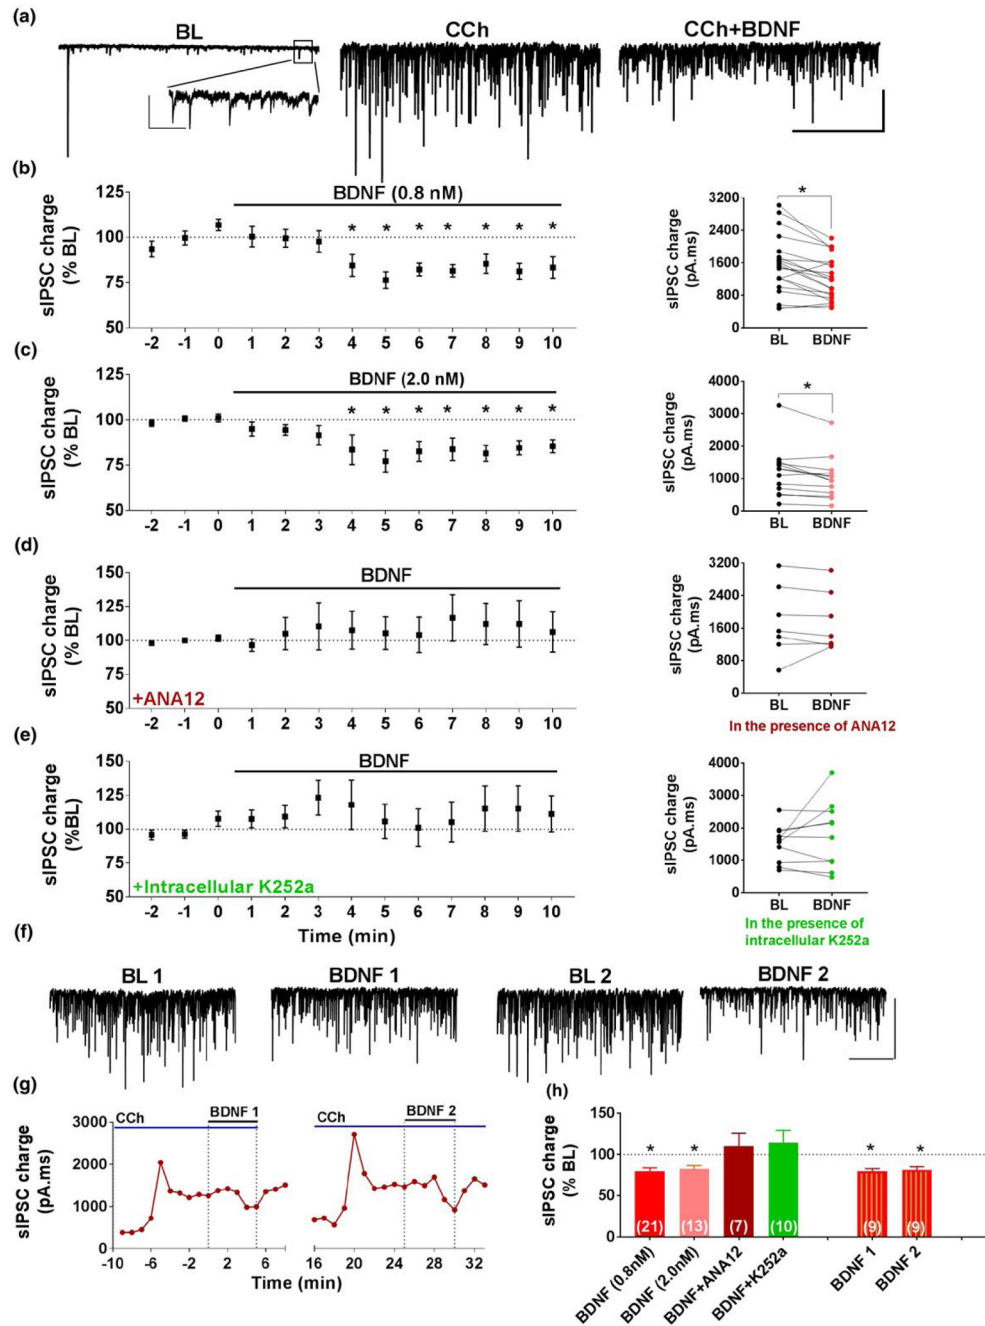 (a)
BL
CCh
CCh+BDNF
(b)
sIPSC charge
(% BL)
125
100
75
50
BDNF (0.8 nM)
* * * * * * *
-2 -1 0 1 2 3 4 5 6 7 8 9 10
sIPSC charge
(pA.ms)
3200
2400
1600
800
0
*
BL BDNF
(c)
sIPSC charge
(% BL)
125
100
75
50
BDNF (2.0 nM)
* * * * * * *
-2 -1 0 1 2 3 4 5 6 7 8 9 10
sIPSC charge
(pA.ms)
4000
3000
2000
1000
0
*
BL BDNF
(d)
sIPSC charge
(% BL)
150
125
100
75
50
BDNF
+ANA12
-2 -1 0 1 2 3 4 5 6 7 8 9 10
sIPSC charge
(pA.ms)
3200
2400
1600
800
0
BL BDNF
In the presence of ANA12
(e)
sIPSC charge
(%BL)
150
125
100
75
50
BDNF
+Intracellular K252a
-2 -1 0 1 2 3 4 5 6 7 8 9 10
Time (min)
sIPSC charge
(pA.ms)
4000
3000
2000
1000
0
BL BDNF
In the presence of
intracellular K252a
(f)
BL 1
BDNF 1
BL 2
BDNF 2
(g)
sIPSC charge
(pA.ms)
3000
2000
1000
0
CCh
BDNF 1
CCh
BDNF 2
-10 -6 -2 2 6 16 20 24 28 32
Time (min)
(h)
sIPSC charge
(% BL)
150
100
50
0
* * * *
(21) (13) (7) (10) (9) (9)
BDNF (0.8nM)
BDNF (2.0nM)
BDNF+ANA12
BDNF+K252a
BDNF 1
BDNF 2